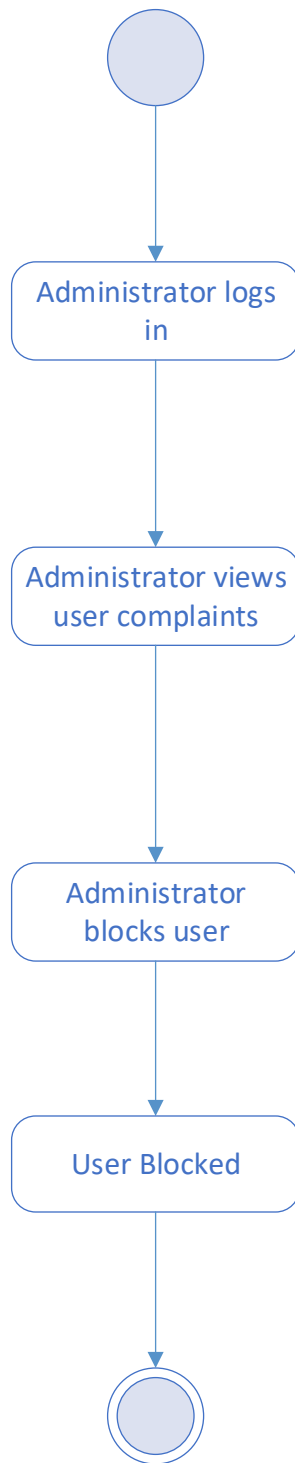 Administrator logs
in
Administrator views
user complaints
Administrator
blocks user
User Blocked